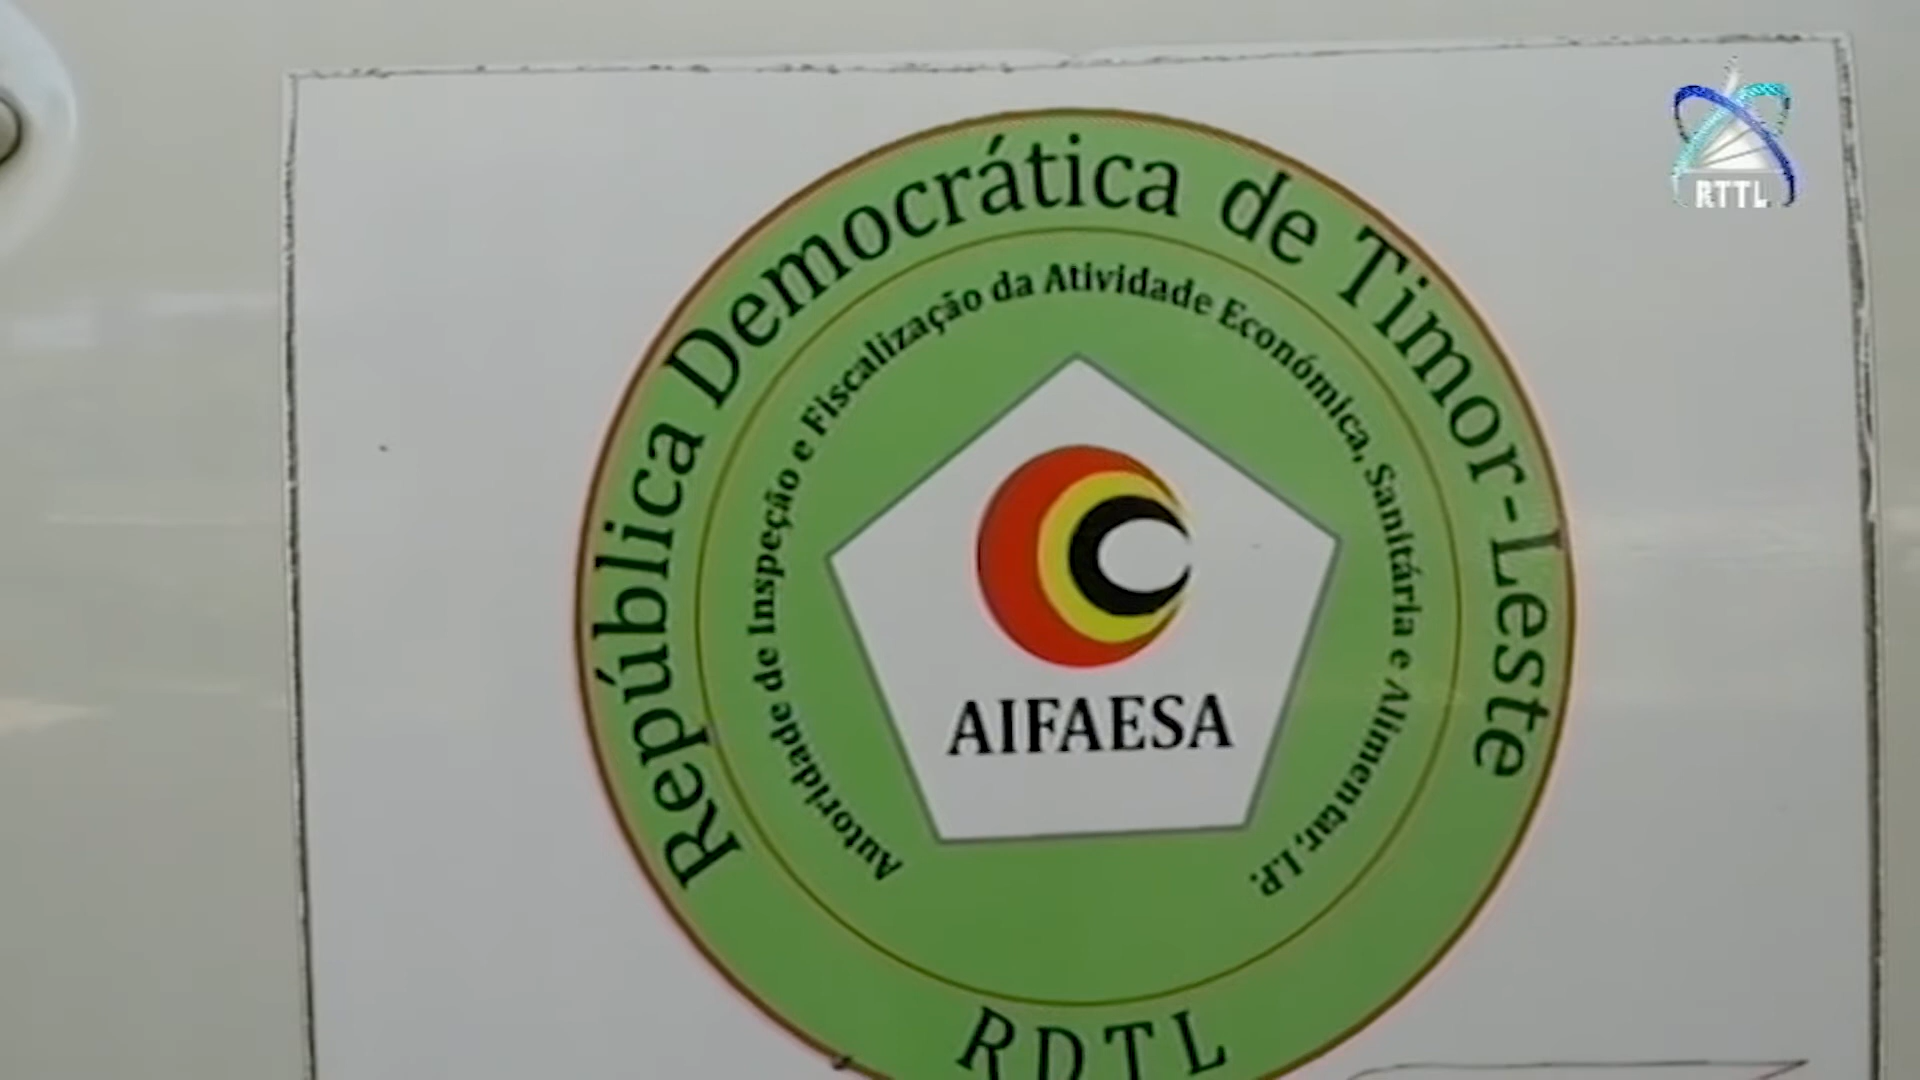 RTTL
República Democrática de Timor-Leste
Autoridade de Inspeção e Fiscalização da Atividade Económica, Sanitária e Alimentar, I.P.
AIFAESA
RDTL